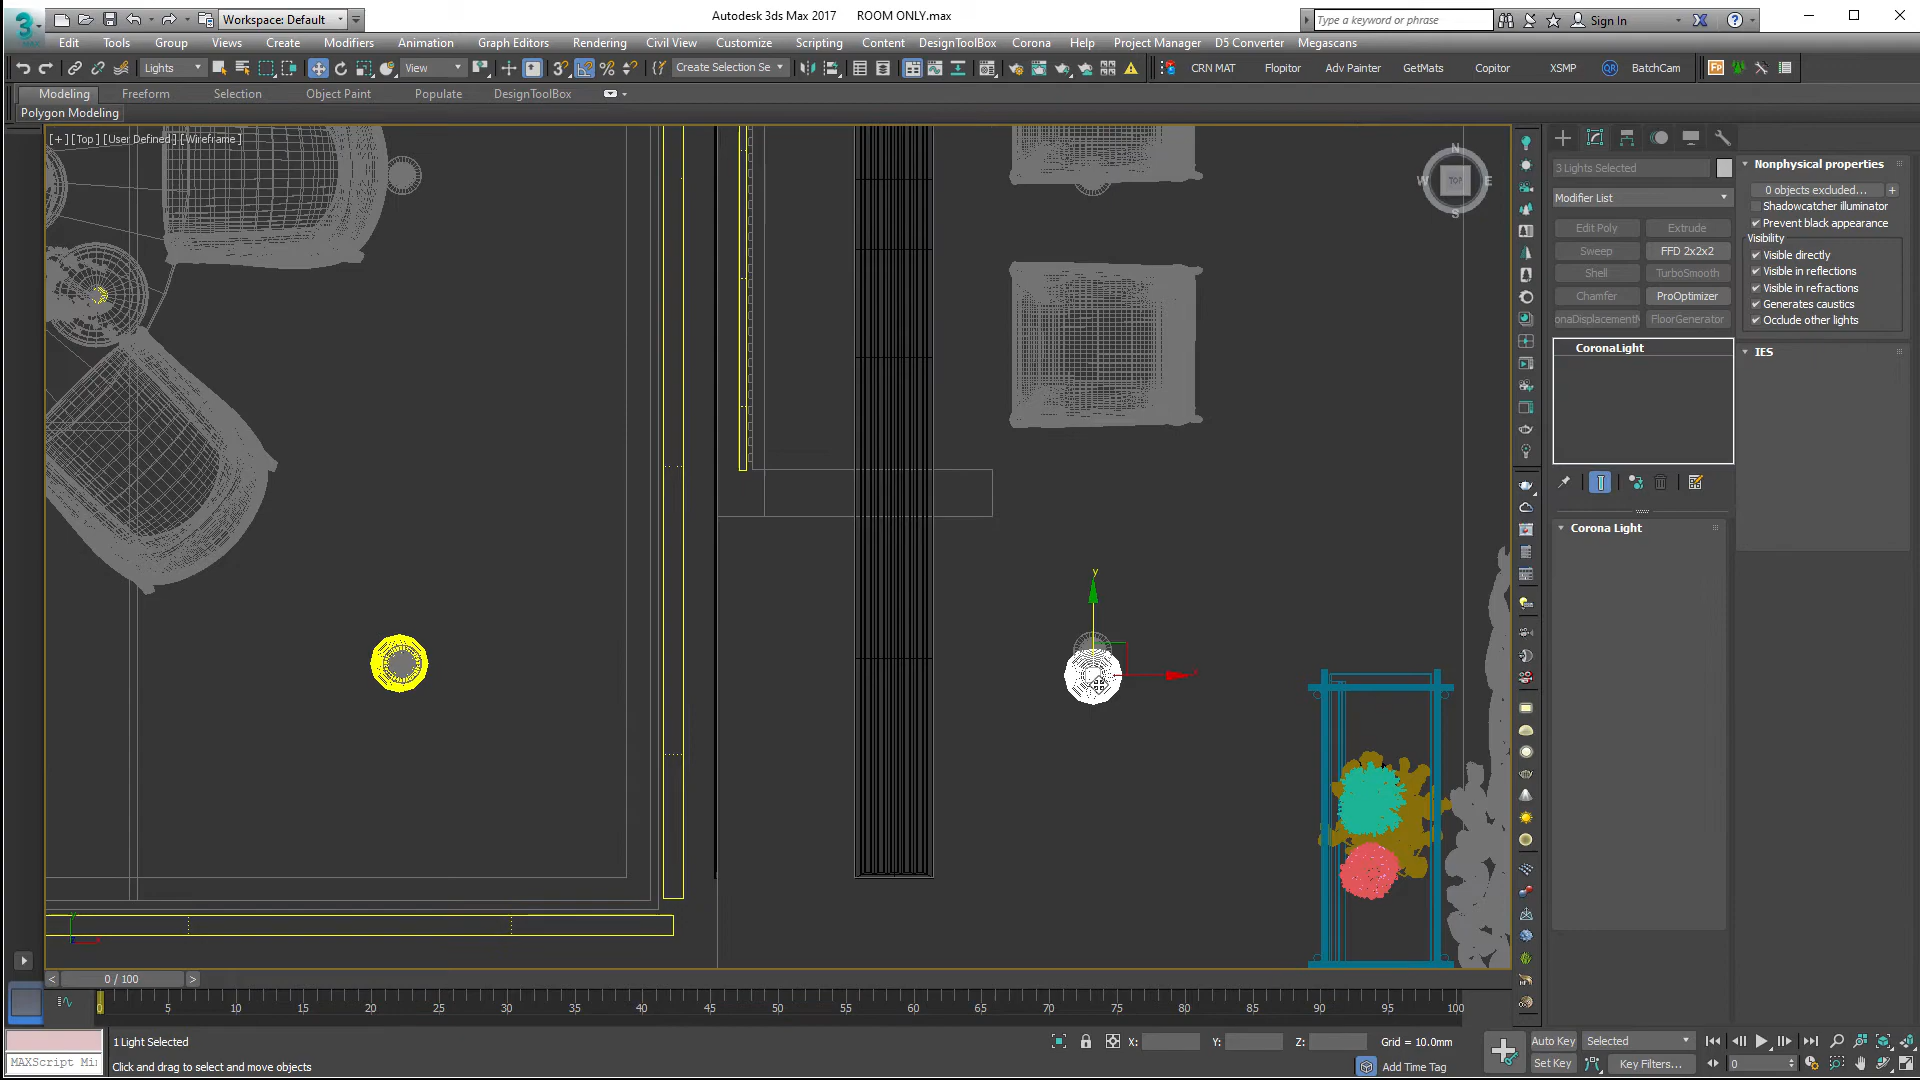 Workspace: Default
Autodesk 3ds Max 2017 ROOM ONLY.max
Type a keyword or phrase
Sign In
Edit Tools Group Views Create Modifiers Animation Graph Editors Rendering Civil View Customize Scripting Content DesignToolBox Corona Help Project Manager D5 Converter Megascans
Lights View Create Selection Se CRN MAT Flopitor Adv Painter GetMats Copitor XSMP QR BatchCam
Modeling Freeform Selection Object Paint Populate DesignToolBox
Polygon Modeling
[+] [Top] [User Defined] [Wireframe]
N
W TOP E
S
3 Lights Selected
Modifier List
Edit Poly Extrude
Sweep FFD 2x2x2
Shell TurboSmooth
Chamfer ProOptimizer
onaDisplacementM FloorGenerator
CoronaLight
Corona Light
Nonphysical properties
0 objects excluded... +
Shadowcatcher illuminator
Prevent black appearance
Visibility
Visible directly
Visible in reflections
Visible in refractions
Generates caustics
Occlude other lights
IES
y
x
< 0 / 100 >
0 5 10 15 20 25 30 35 40 45 50 55 60 65 70 75 80 85 90 95 100
1 Light Selected
X: Y: Z: Grid = 10.0mm
Auto Key Selected
MAXScript Mi
Click and drag to select and move objects
Add Time Tag
Set Key Key Filters... 0